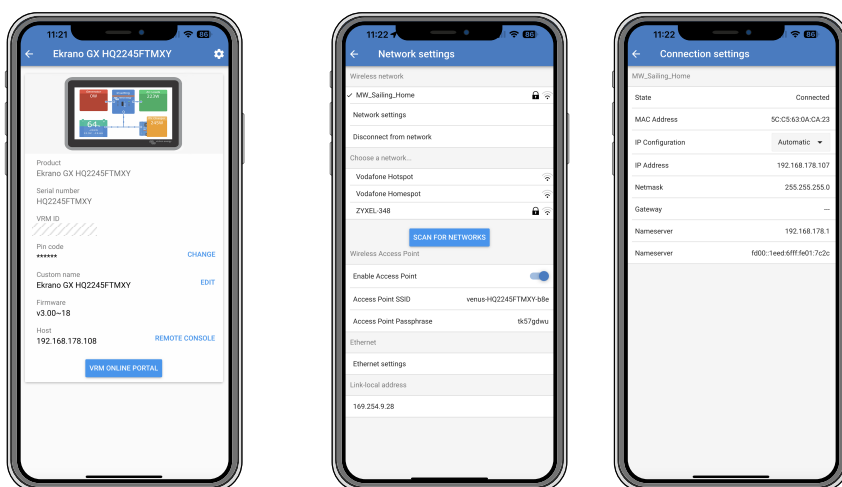 11:21
86
Ekrano GX HQ2245FTMXY
64
Product
Ekrano GX HQ2245FTMXY
Serial number
HQ2245FTMXY
VRM ID
Pin code
******
CHANGE
Custom name
Ekrano GX HQ2245FTMXY
EDIT
Firmware
v3.00~18
Host
192.168.178.108
REMOTE CONSOLE
VRM ONLINE PORTAL
11:22
86
Network settings
Wireless network
MW_Sailing_Home
Network settings
Disconnect from network
Choose a network...
Vodafone Hotspot
Vodafone Homespot
ZYXEL-348
SCAN FOR NETWORKS
Wireless Access Point
Enable Access Point
Access Point SSID venus-HQ2245FTMXY-b8e
Access Point Passphrase tk57gdwu
Ethernet
Ethernet settings
Link-local address
169.254.9.28
11:22
86
Connection settings
MW_Sailing_Home
State Connected
MAC Address 5C:C5:63:0A:CA:23
IP Configuration Automatic
IP Address 192.168.178.107
Netmask 255.255.255.0
Gateway —
Nameserver 192.168.178.1
Nameserver fd00::1eed:6fff:fe01:7c2c